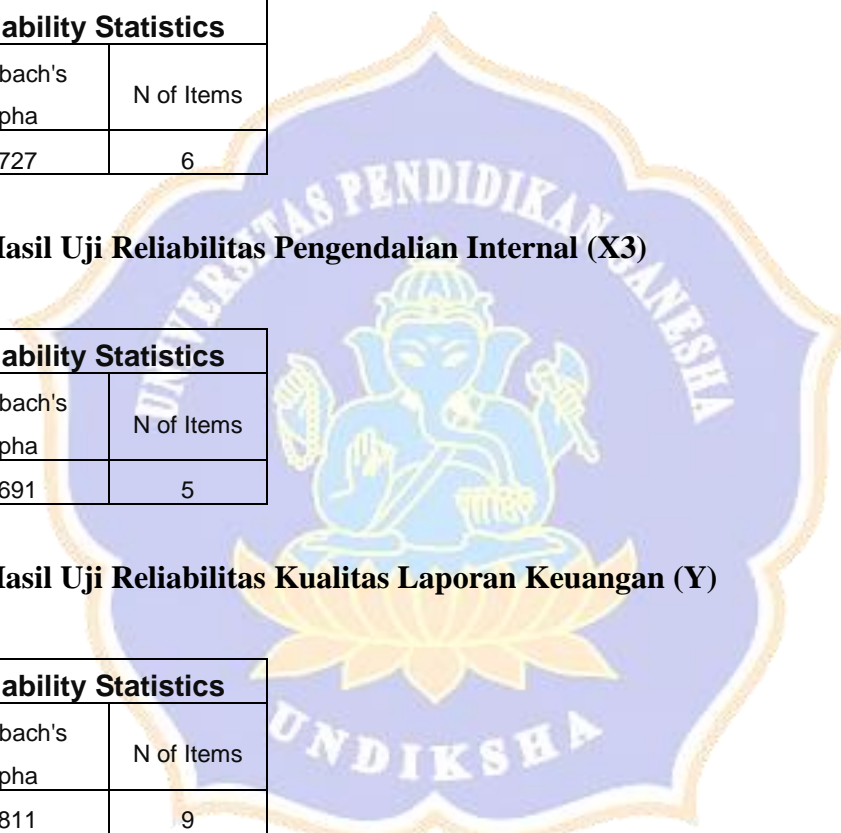 ability Statistics
bach's
pha
N of Items
727 6
Hasil Uji Reliabilitas Pengendalian Internal (X3)
ability Statistics
bach's
pha
N of Items
691 5
Hasil Uji Reliabilitas Kualitas Laporan Keuangan (Y)
ability Statistics
bach's
pha
N of Items
811 9
UNIVERSITAS PENDIDIKAN GANESHA
UNDIKSHA